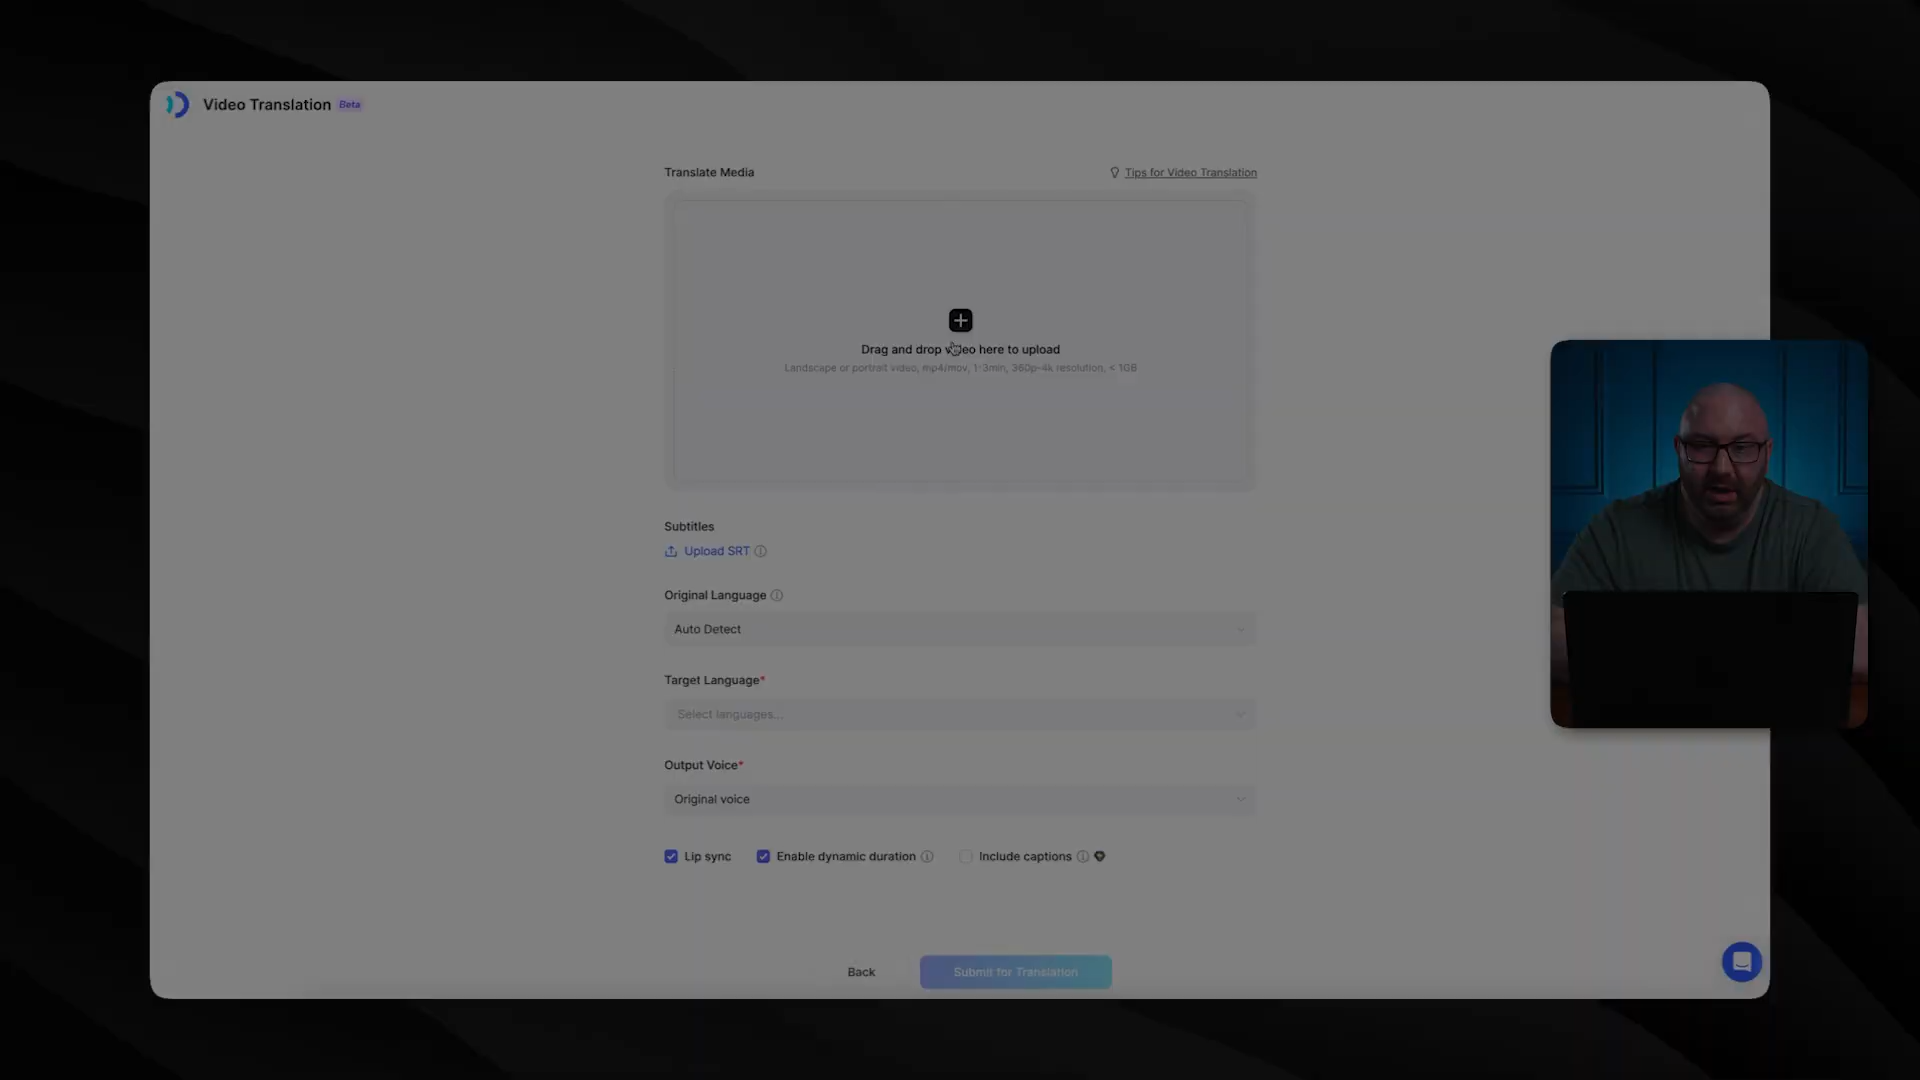 Video Translation Beta
Translate Media
Tips for Video Translation
Drag and drop video here to upload
Landscape or portrait video, mp4/mov, 1-3min, 360p-4k resolution, < 1GB
Subtitles
Upload SRT
Original Language
Auto Detect
Target Language*
Select languages...
Output Voice*
Original voice
Lip sync Enable dynamic duration Include captions
Back Submit for Translation